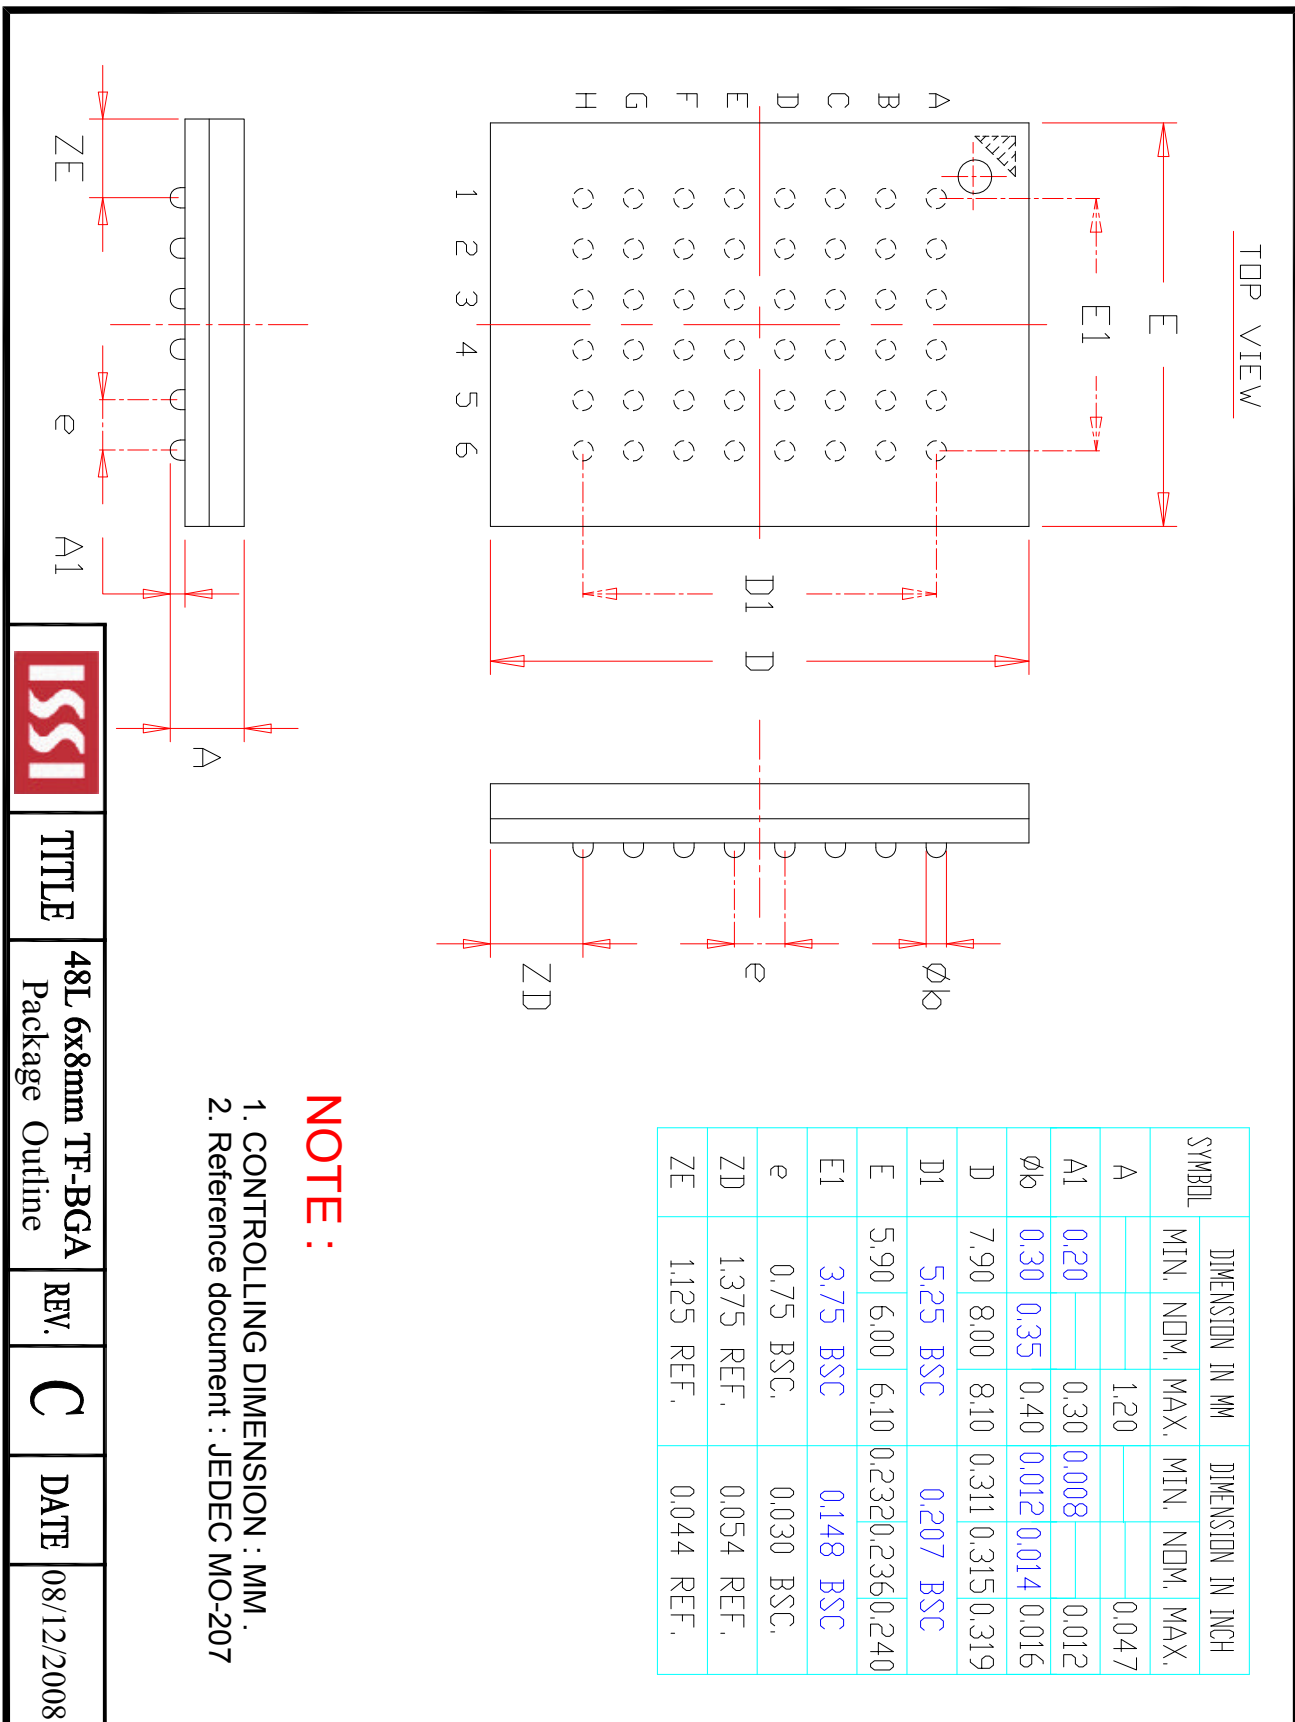 TOP VIEW
E
E1
A B C D E F G H
1 2 3 4 5 6
D1
D
ZE
e
A1
A
Øb
e
ZD
SYMBOL DIMENSION IN MM DIMENSION IN INCH
MIN. NOM. MAX. MIN. NOM. MAX.
A 1.20 0.047
A1 0.20 0.30 0.008 0.012
Øb 0.30 0.35 0.40 0.012 0.014 0.016
D 7.90 8.00 8.10 0.311 0.315 0.319
D1 5.25 BSC 0.207 BSC
E 5.90 6.00 6.10 0.232 0.236 0.240
E1 3.75 BSC 0.148 BSC
e 0.75 BSC. 0.030 BSC.
ZD 1.375 REF. 0.054 REF.
ZE 1.125 REF. 0.044 REF.
NOTE :
1. CONTROLLING DIMENSION : MM .
2. Reference document : JEDEC MO-207
ISSI
TITLE
48L 6x8mm TF-BGA
Package Outline
REV.
C
DATE
08/12/2008